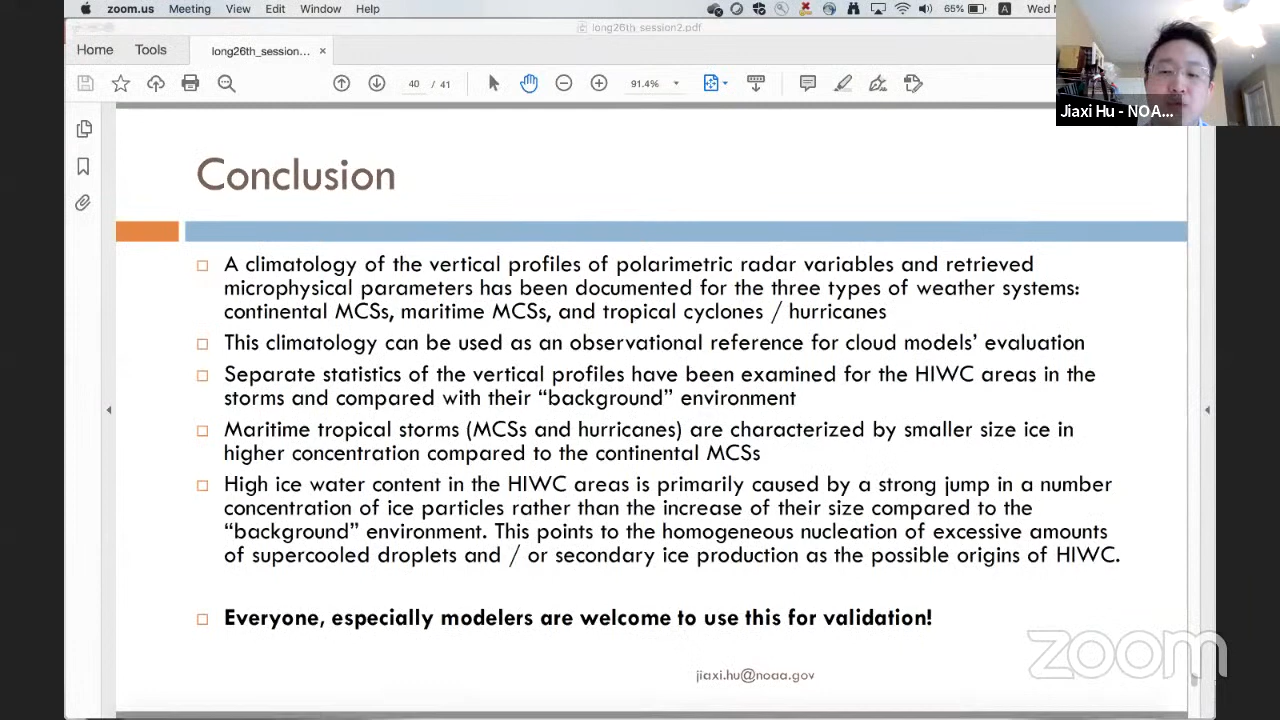 zoom.us Meeting View Edit Window Help 65% A Wed
long26th_session2.pdf
Home Tools long26th_session... ×
40 / 41 91.4%
Jiaxi Hu - NOA...
Conclusion
A climatology of the vertical profiles of polarimetric radar variables and retrieved
microphysical parameters has been documented for the three types of weather systems:
continental MCSs, maritime MCSs, and tropical cyclones / hurricanes
This climatology can be used as an observational reference for cloud models’ evaluation
Separate statistics of the vertical profiles have been examined for the HIWC areas in the
storms and compared with their “background” environment
Maritime tropical storms (MCSs and hurricanes) are characterized by smaller size ice in
higher concentration compared to the continental MCSs
High ice water content in the HIWC areas is primarily caused by a strong jump in a number
concentration of ice particles rather than the increase of their size compared to the
“background” environment. This points to the homogeneous nucleation of excessive amounts
of supercooled droplets and / or secondary ice production as the possible origins of HIWC.
Everyone, especially modelers are welcome to use this for validation!
jiaxi.hu@noaa.gov
zoom